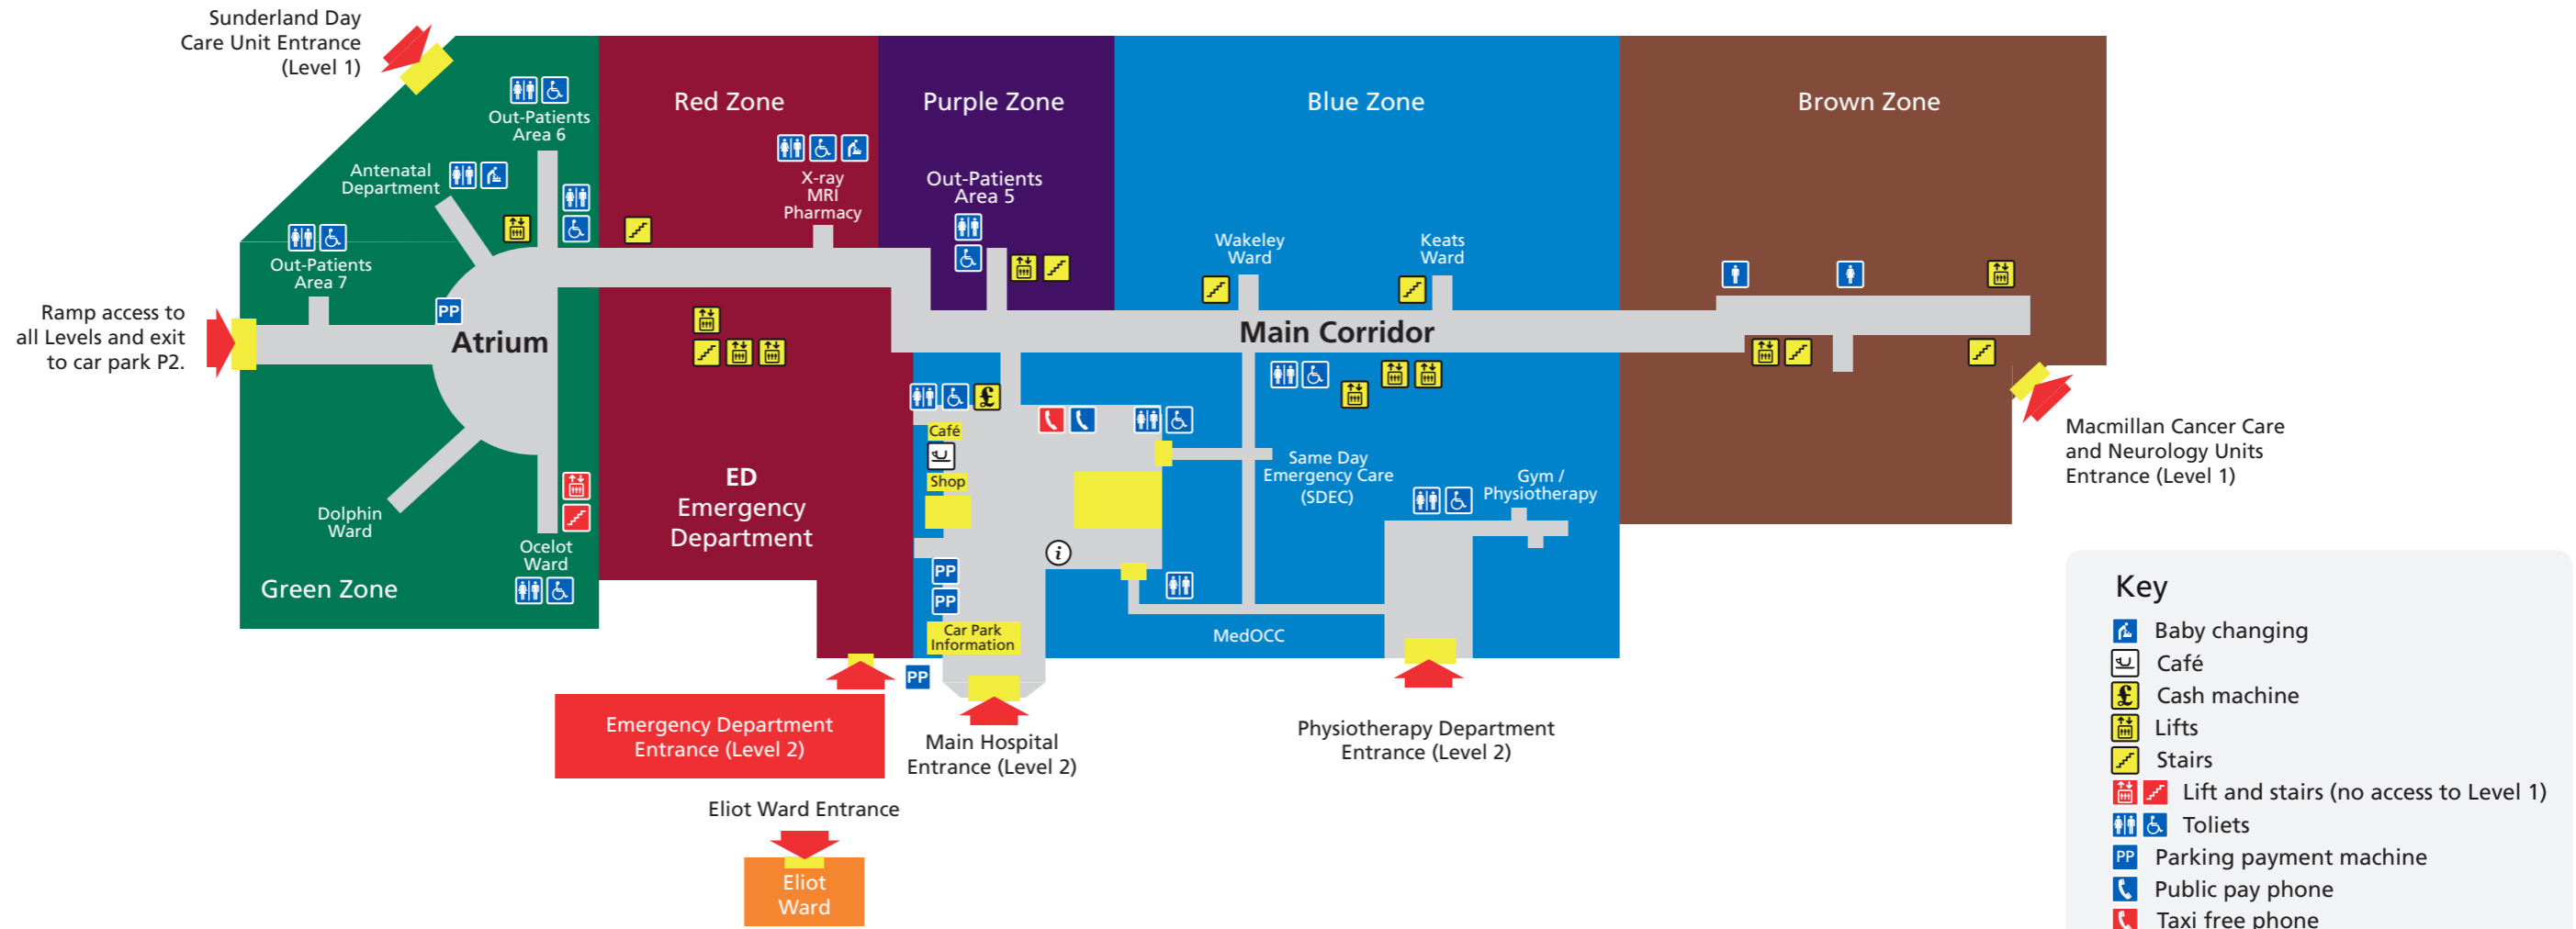 Sunderland Day
Care Unit Entrance
(Level 1)
Red Zone
Purple Zone
Blue Zone
Brown Zone
Out-Patients
Area 6
Antenatal
Department
X-ray
MRI
Pharmacy
Out-Patients
Area 5
Wakeley
Ward
Keats
Ward
Out-Patients
Area 7
Ramp access to
all Levels and exit
to car park P2.
PP
Atrium
Main Corridor
£
Café
Shop
Macmillan Cancer Care
and Neurology Units
Entrance (Level 1)
Same Day
Emergency Care
(SDEC)
Gym /
Physiotherapy
ED
Emergency
Department
Dolphin
Ward
Ocelot
Ward
Green Zone
i
PP
PP
Car Park
Information
MedOCC
PP
Emergency Department
Entrance (Level 2)
Main Hospital
Entrance (Level 2)
Physiotherapy Department
Entrance (Level 2)
Eliot Ward Entrance
Eliot
Ward
Key
Baby changing
Café
£ Cash machine
Lifts
Stairs
Lift and stairs (no access to Level 1)
Toliets
PP Parking payment machine
Public pay phone
Taxi free phone